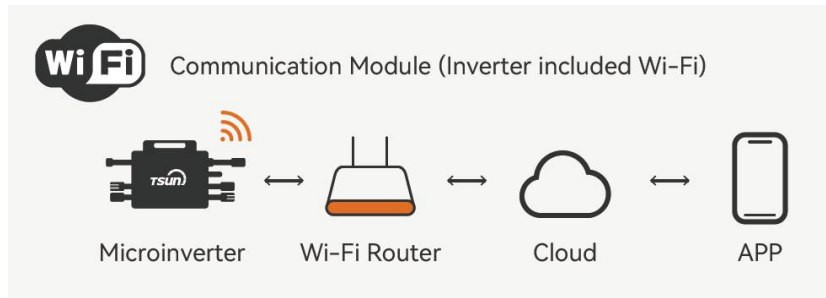 Wi Fi
Communication Module (Inverter included Wi-Fi)
TSUN
Microinverter
Wi-Fi Router
Cloud
APP